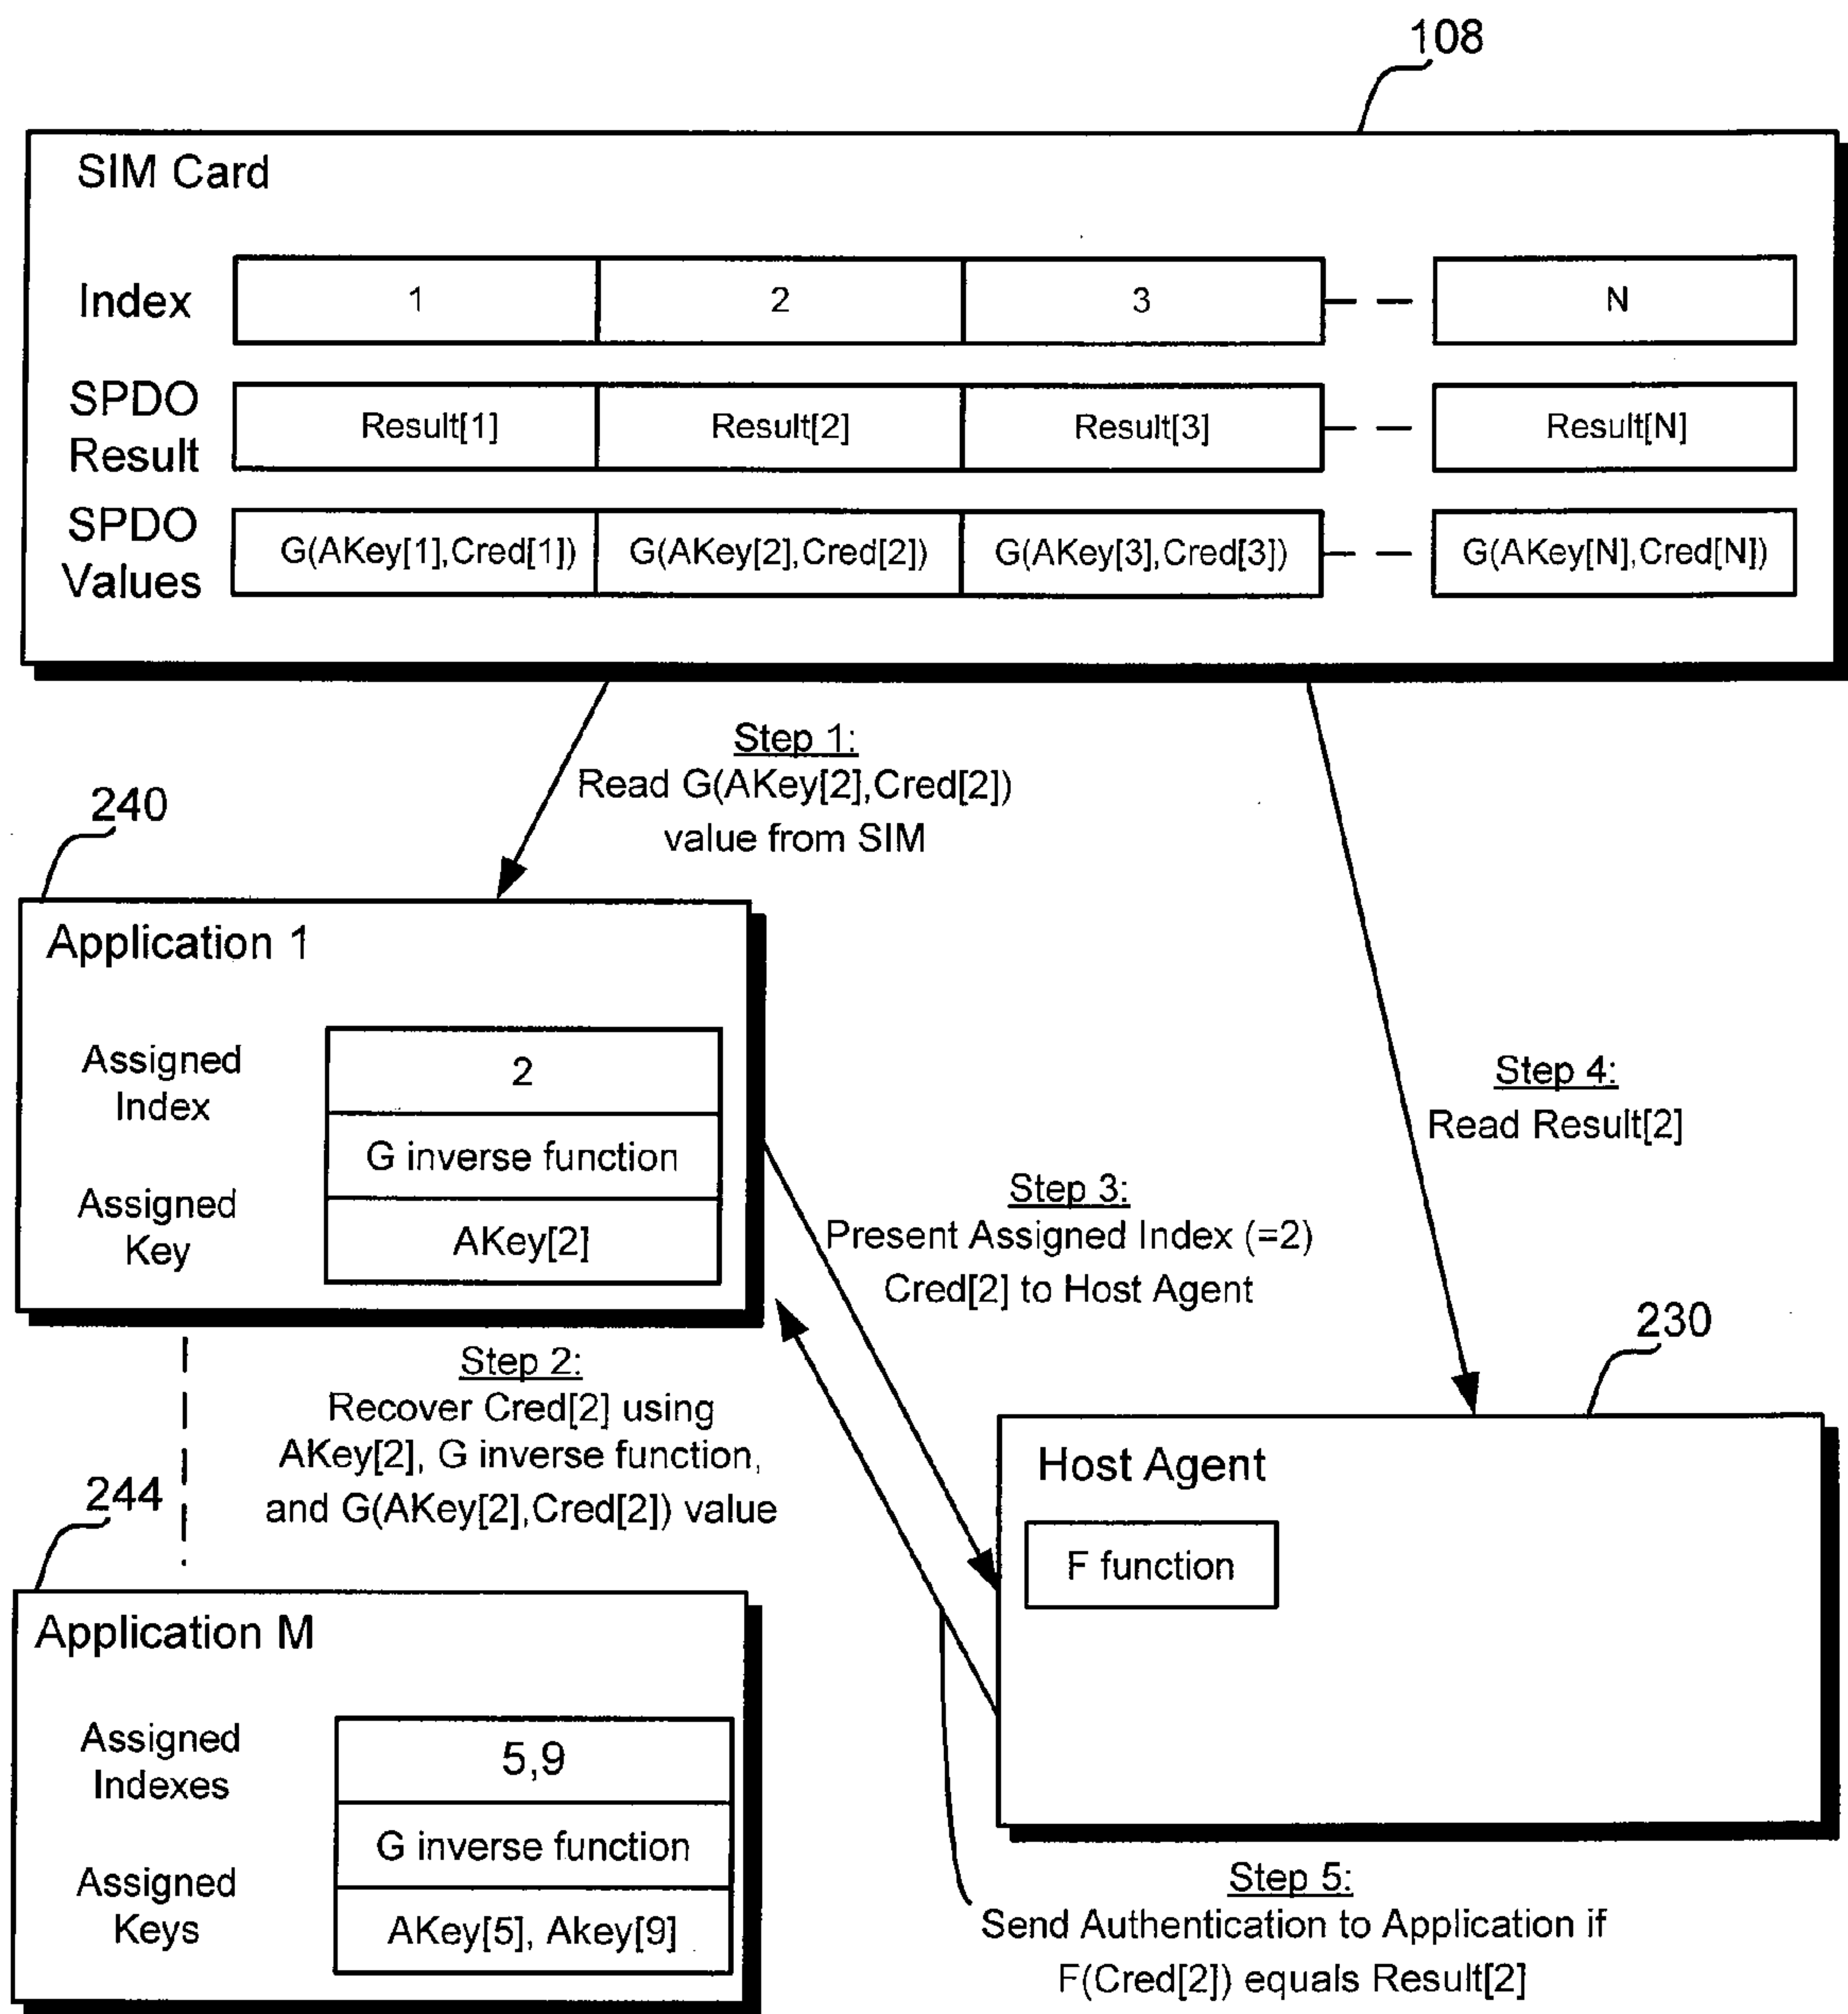 108
SIM Card
Index
1
2
3
N
SPDO
Result
Result[1]
Result[2]
Result[3]
Result[N]
SPDO
Values
G(AKey[1],Cred[1])
G(AKey[2],Cred[2])
G(AKey[3],Cred[3])
G(AKey[N],Cred[N])
Step 1:
Read G(AKey[2],Cred[2])
value from SIM
240
Application 1
Assigned
Index
2
G inverse function
Assigned
Key
AKey[2]
Step 4:
Read Result[2]
Step 3:
Present Assigned Index (=2)
Cred[2] to Host Agent
Step 2:
Recover Cred[2] using
AKey[2], G inverse function,
and G(AKey[2],Cred[2]) value
230
Host Agent
F function
244
Application M
Assigned
Indexes
5,9
G inverse function
Assigned
Keys
AKey[5], Akey[9]
Step 5:
Send Authentication to Application if
F(Cred[2]) equals Result[2]